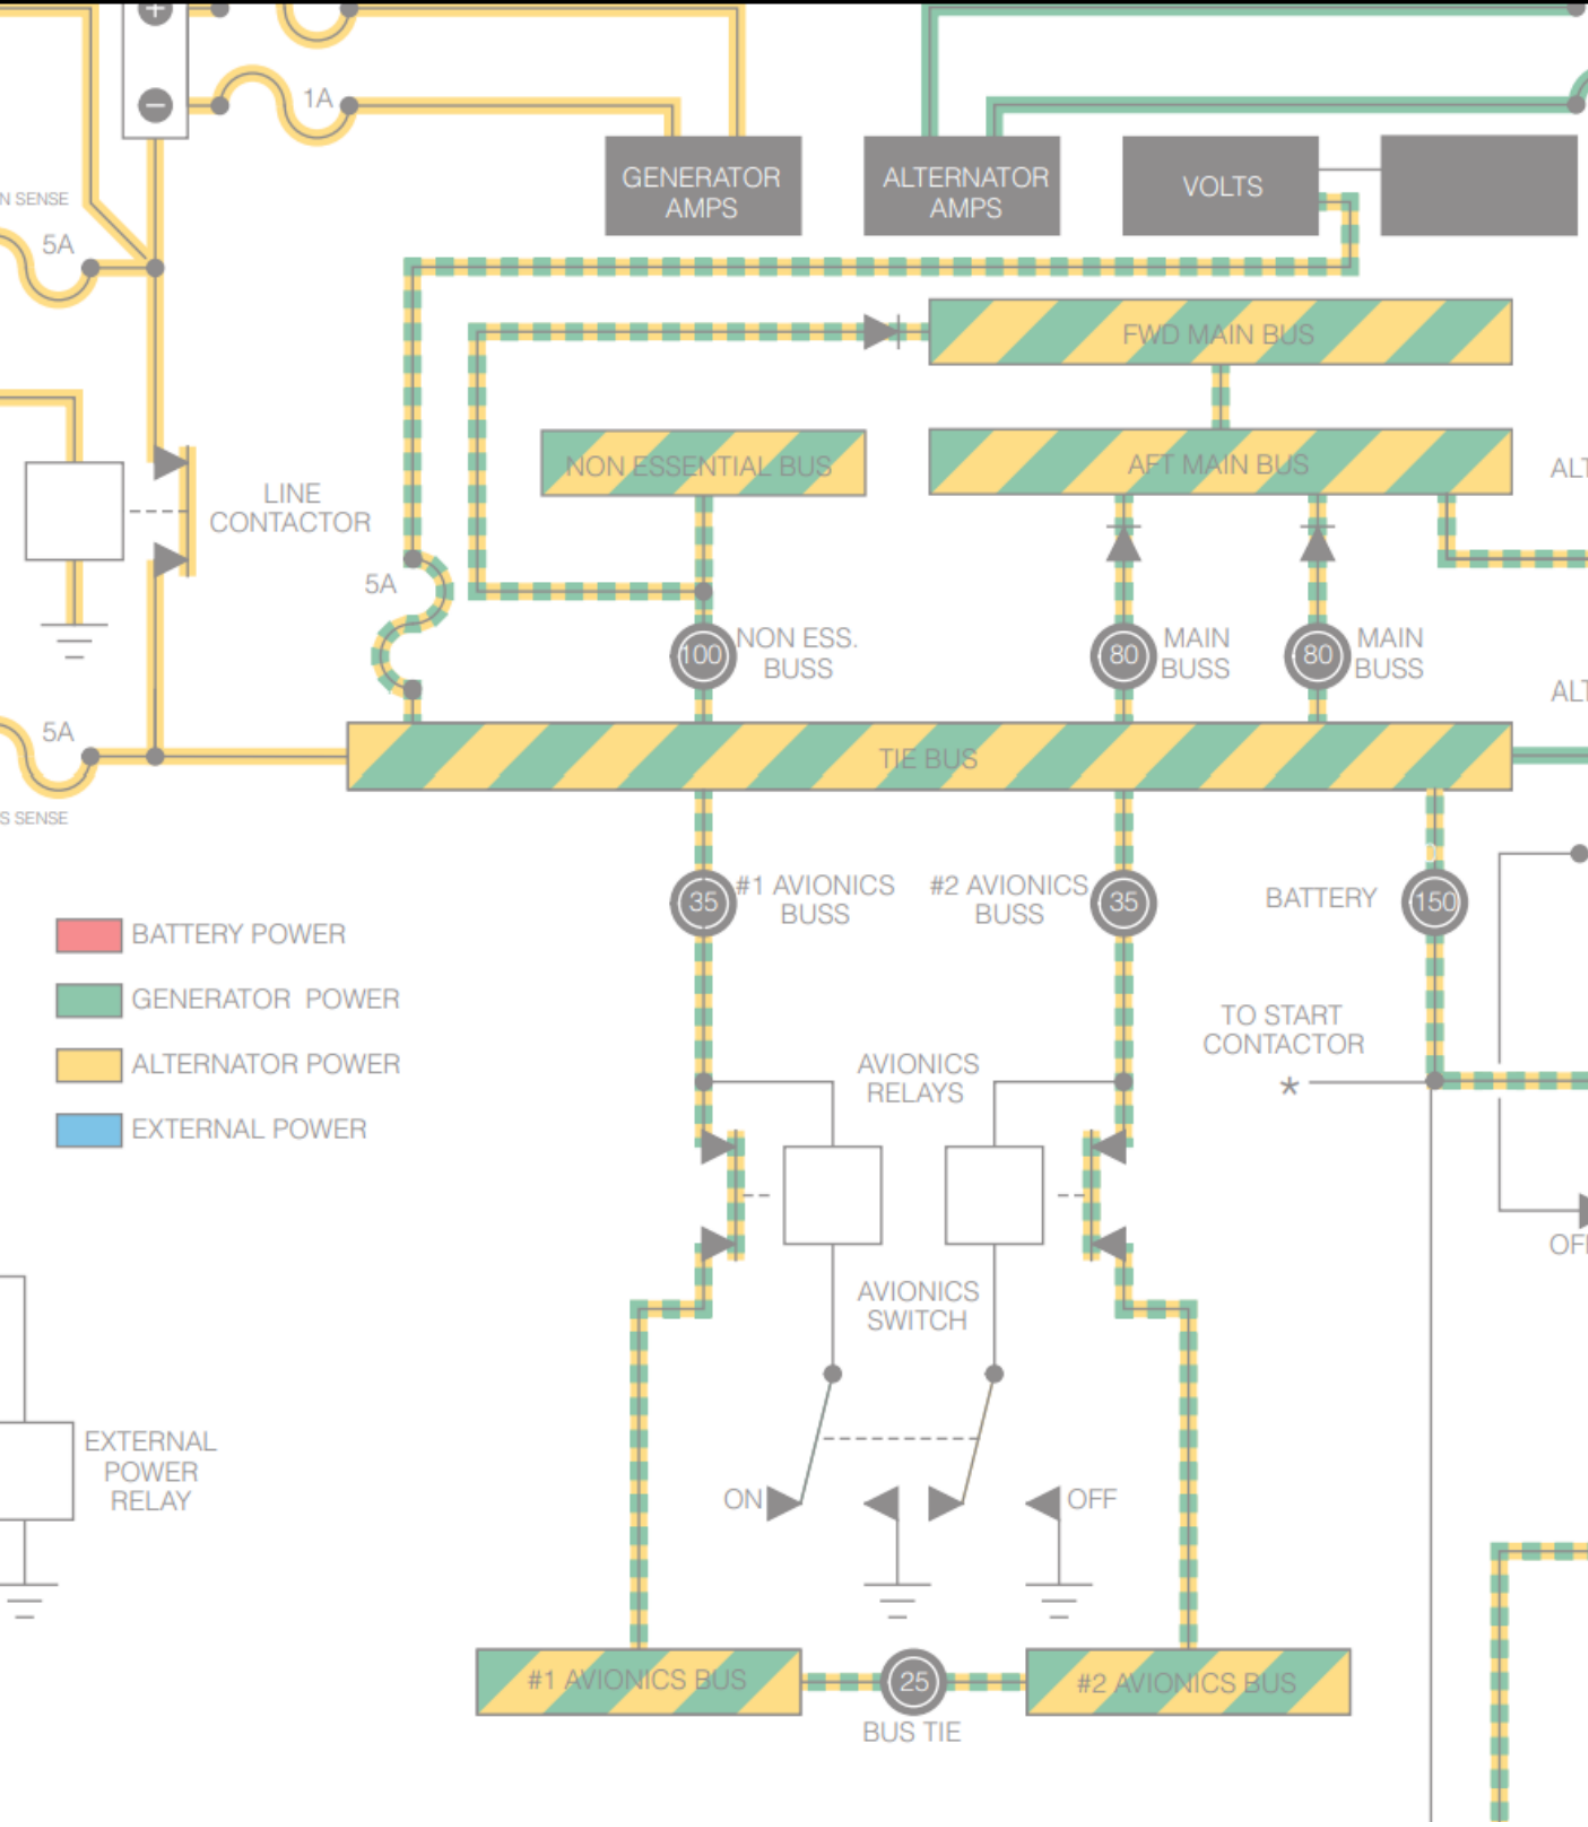 +
−
1A
GENERATOR
AMPS
ALTERNATOR
AMPS
VOLTS
N SENSE
5A
FWD MAIN BUS
NON ESSENTIAL BUS
AFT MAIN BUS
ALT
LINE
CONTACTOR
5A
100
NON ESS.
BUSS
80
MAIN
BUSS
80
MAIN
BUSS
ALT
5A
TIE BUS
S SENSE
35
#1 AVIONICS
BUSS
#2 AVIONICS
BUSS
35
BATTERY
150
BATTERY POWER
GENERATOR POWER
ALTERNATOR POWER
EXTERNAL POWER
TO START
CONTACTOR
*
AVIONICS
RELAYS
OFF
AVIONICS
SWITCH
EXTERNAL
POWER
RELAY
ON
OFF
#1 AVIONICS BUS
25
#2 AVIONICS BUS
BUS TIE